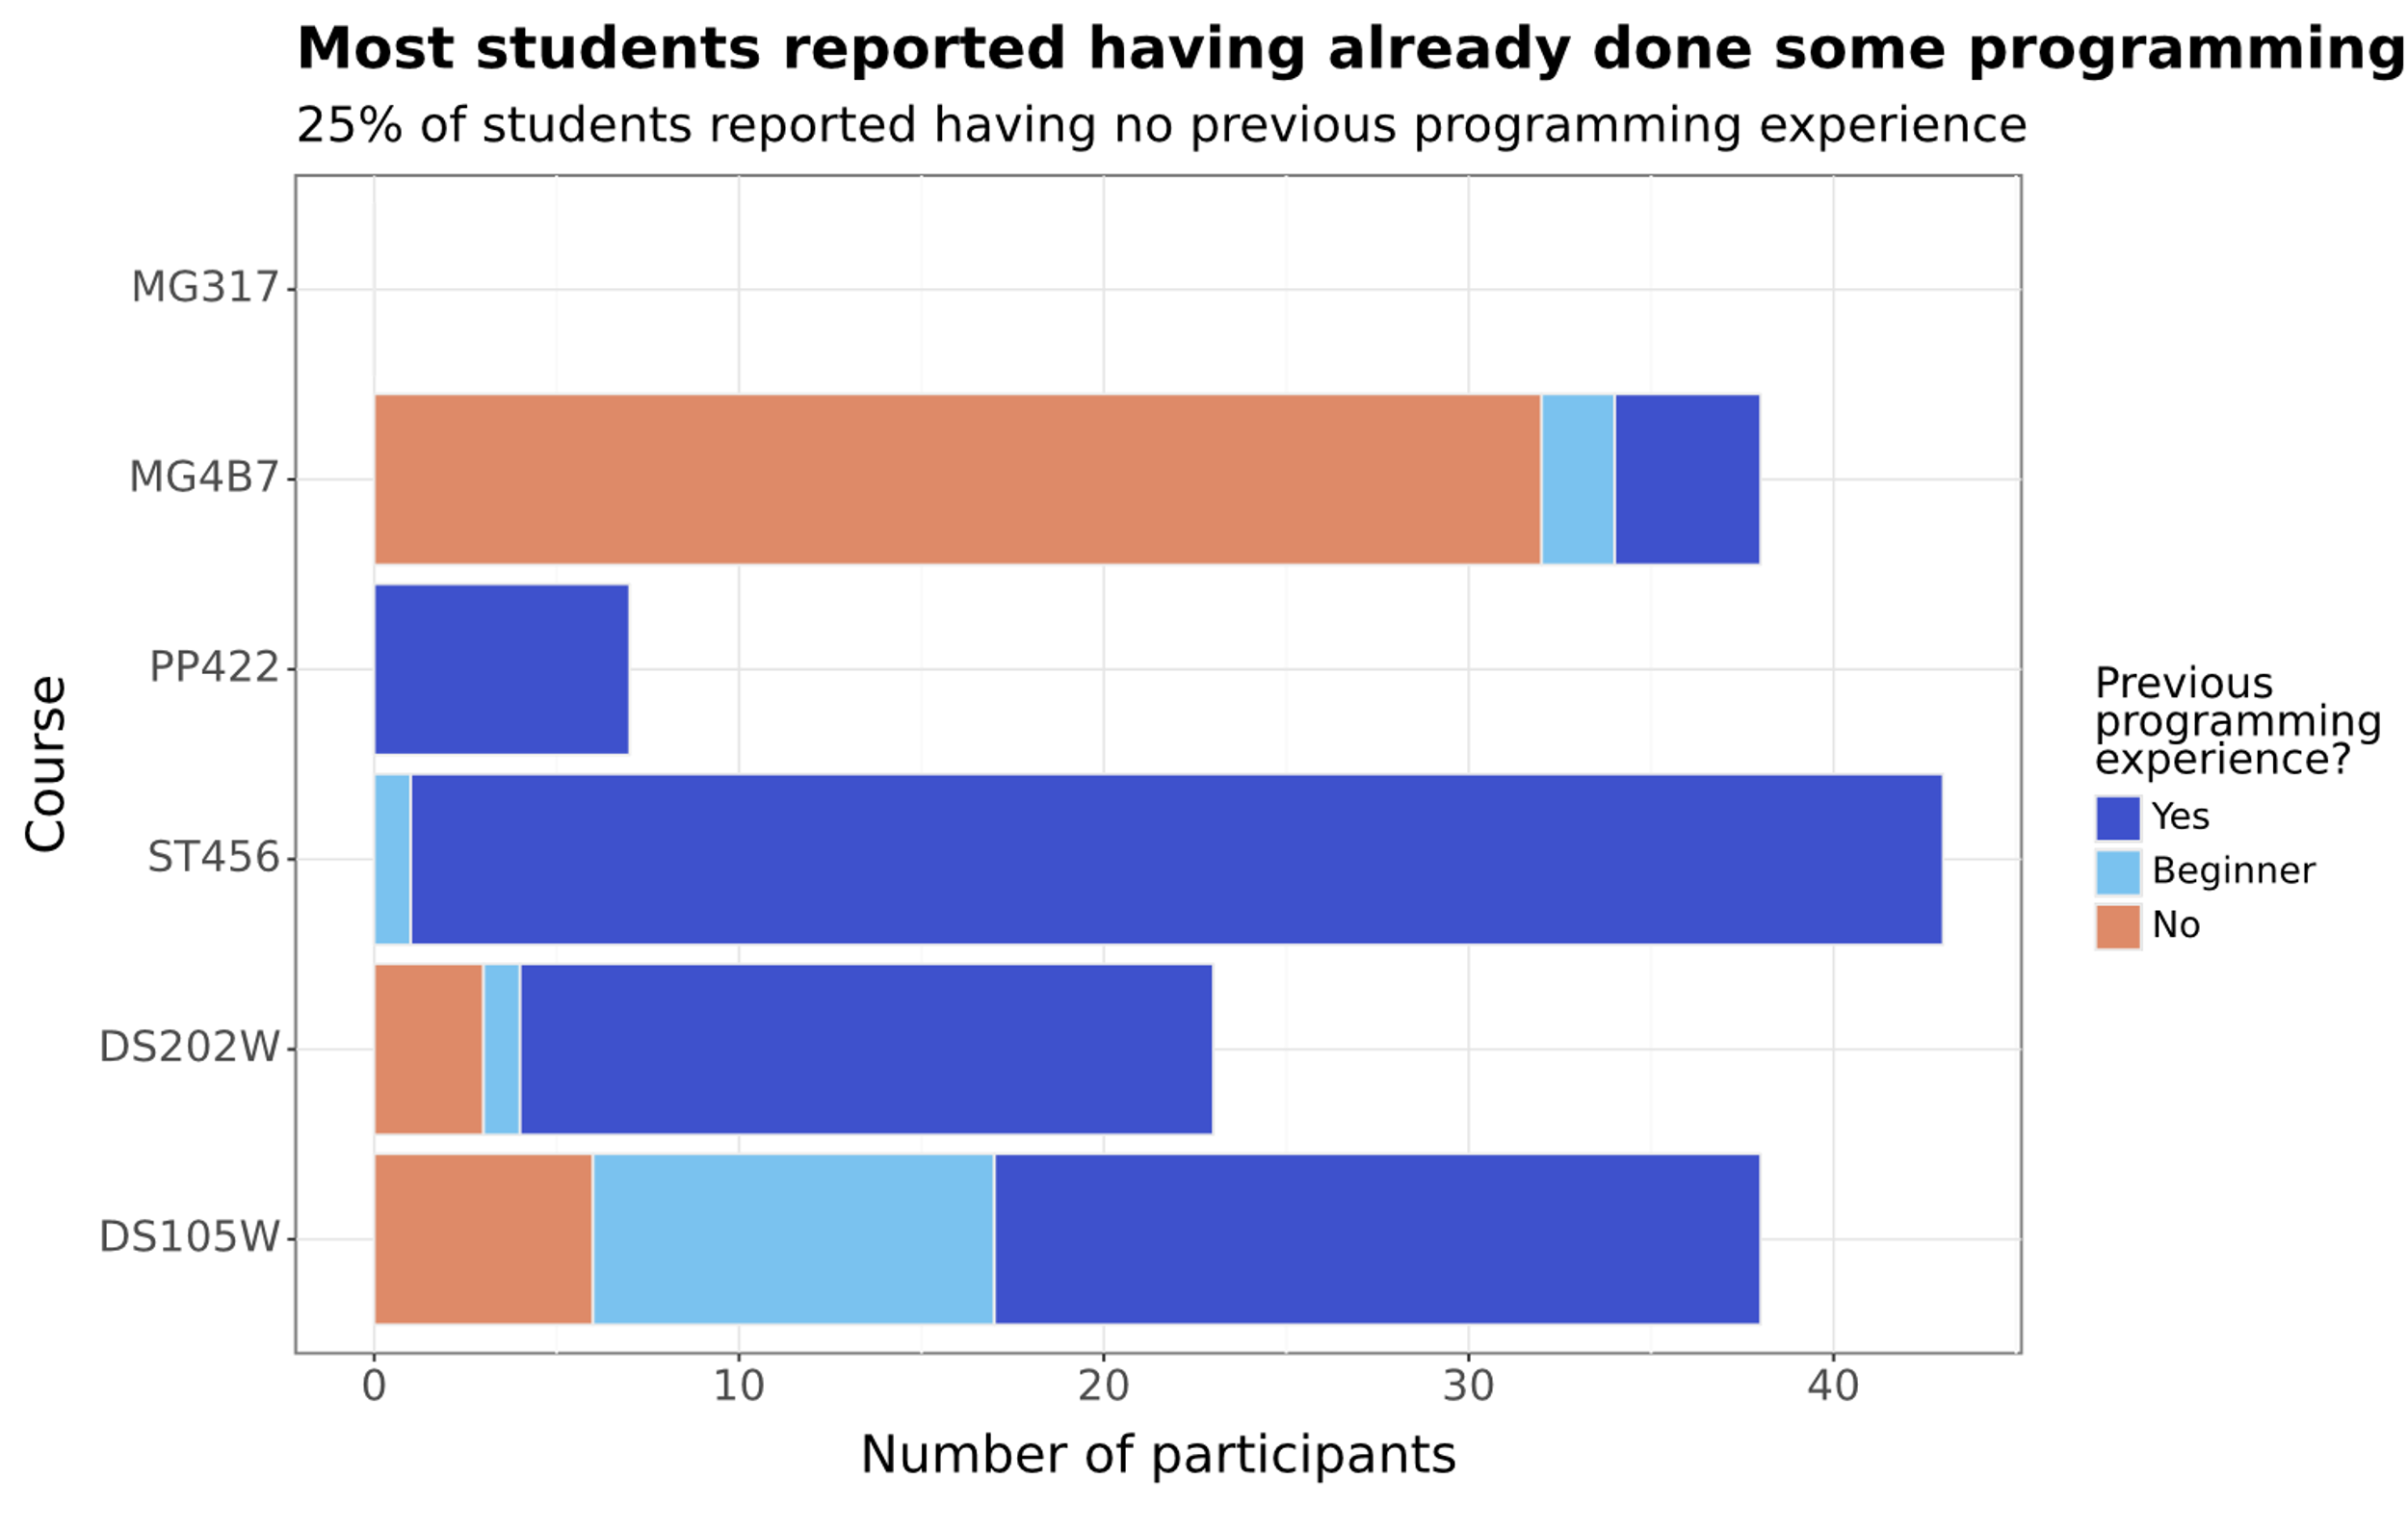 Most students reported having already done some programming
25% of students reported having no previous programming experience
MG317
MG4B7
PP422
ST456
DS202W
DS105W
Course
0 10 20 30 40
Number of participants
Previous
programming
experience?
Yes
Beginner
No